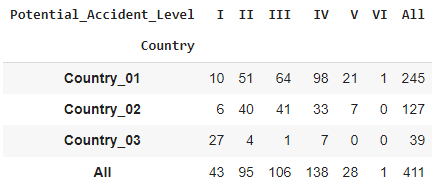 Potential_Accident_Level I II III IV V VI All
Country
Country_01 10 51 64 98 21 1 245
Country_02 6 40 41 33 7 0 127
Country_03 27 4 1 7 0 0 39
All 43 95 106 138 28 1 411